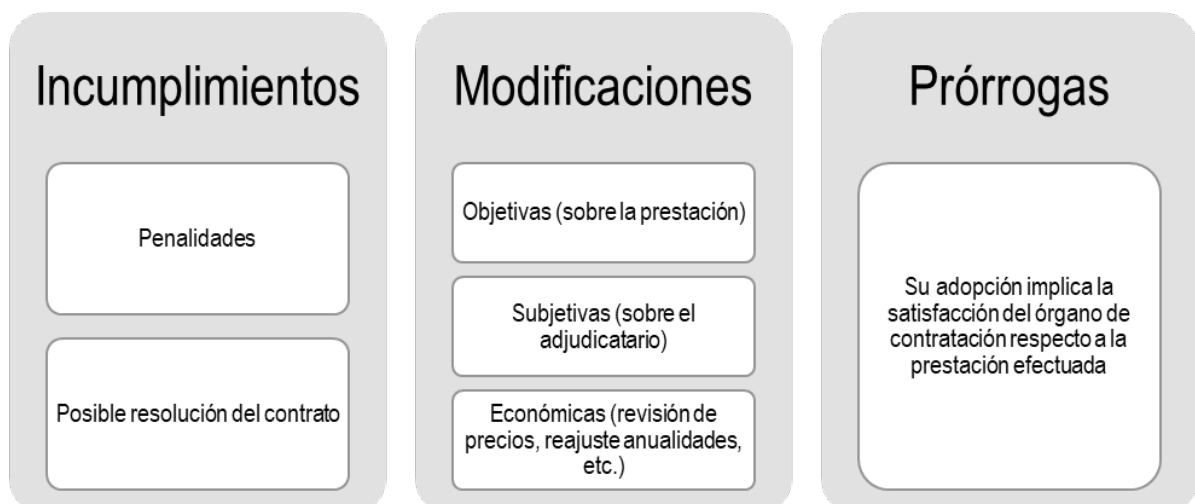 Incumplimientos
Penalidades
Posible resolución del contrato
Modificaciones
Objetivas (sobre la prestación)
Subjetivas (sobre el
adjudicatario)
Económicas (revisión de
precios, reajuste anualidades,
etc.)
Prórrogas
Su adopción implica la
satisfacción del órgano de
contratación respecto a la
prestación efectuada